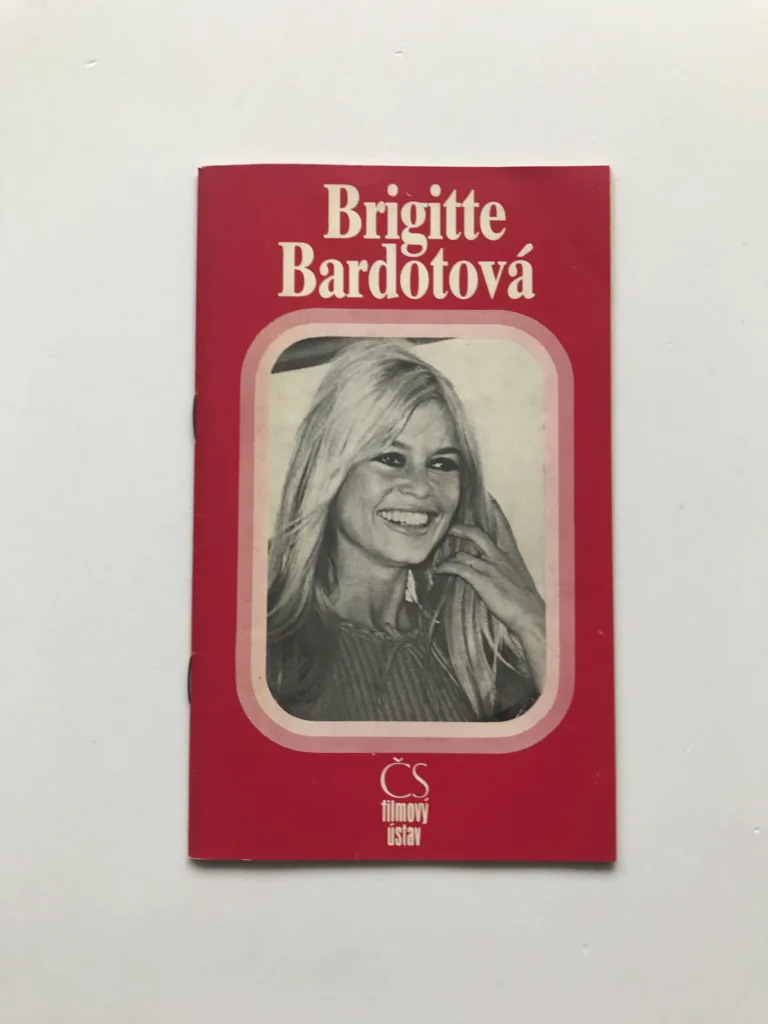 Brigitte
Bardotová
ČS
filmový
ústav